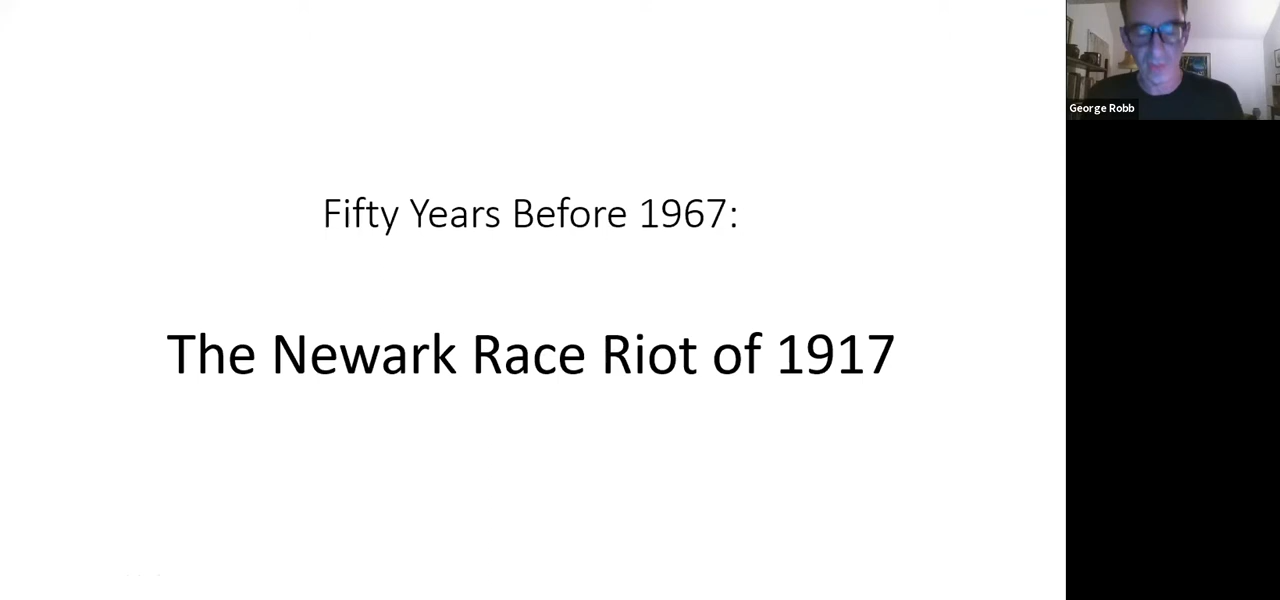 Fifty Years Before 1967:
The Newark Race Riot of 1917
George Robb